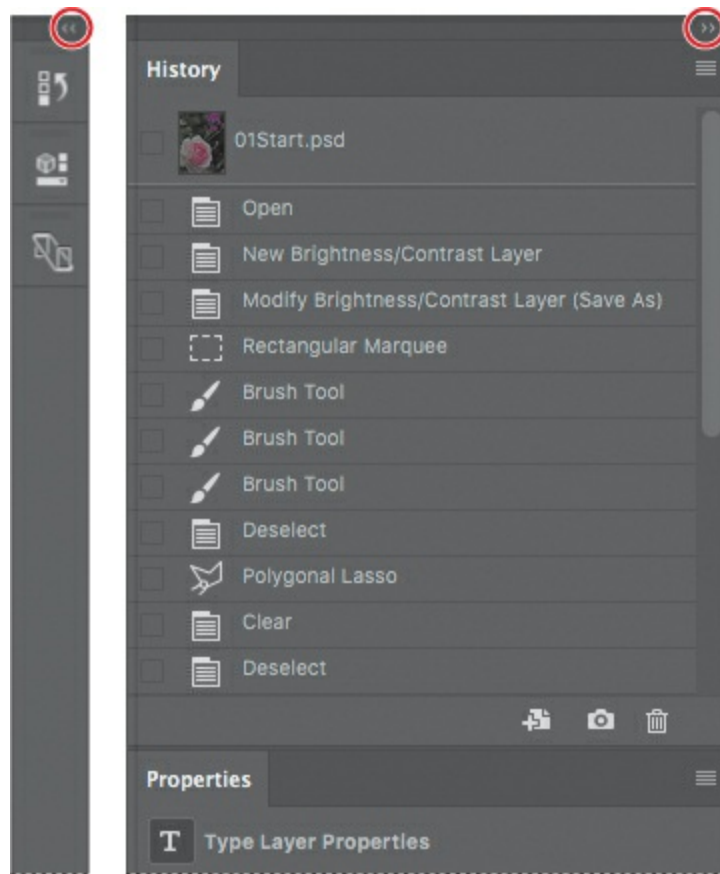 History
01Start.psd
Open
New Brightness/Contrast Layer
Modify Brightness/Contrast Layer (Save As)
Rectangular Marquee
Brush Tool
Brush Tool
Brush Tool
Deselect
Polygonal Lasso
Clear
Deselect
Properties
T Type Layer Properties